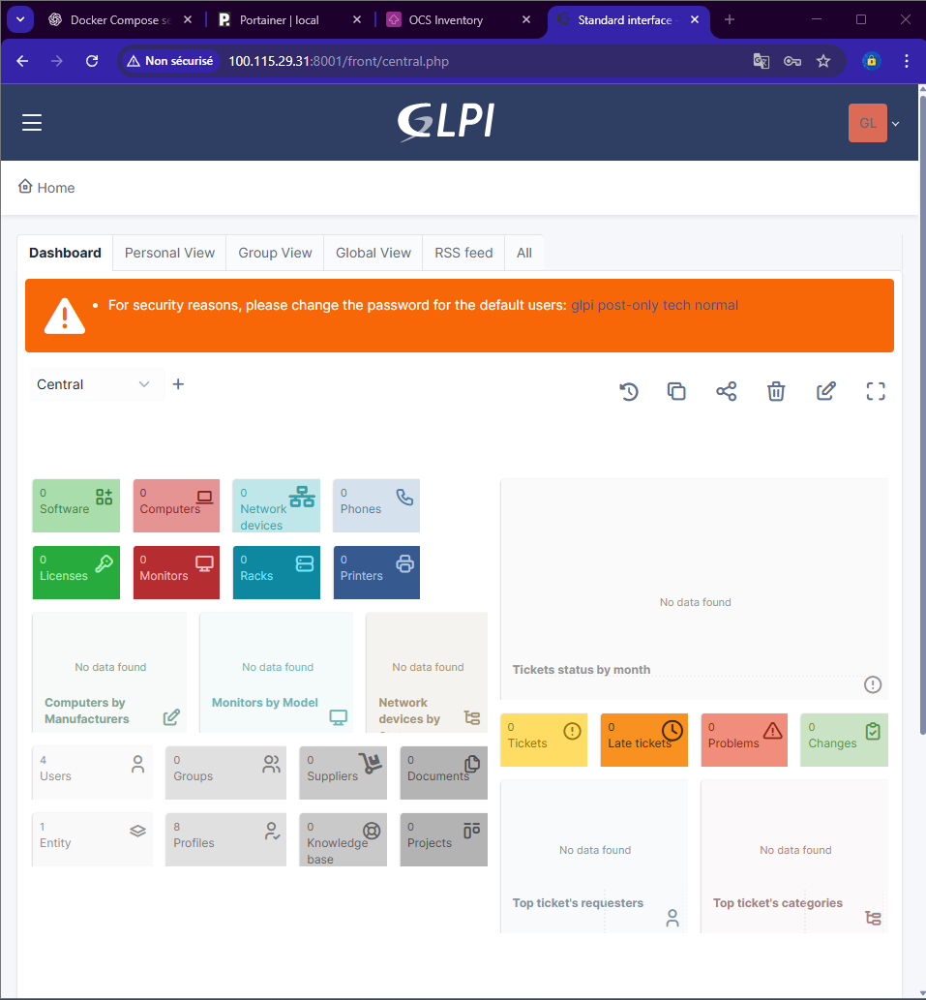 Docker Compose se
Portainer | local
OCS Inventory
Standard interface
Non sécurisé
100.115.29.31:8001/front/central.php
GLPI
GL
Home
Dashboard
Personal View
Group View
Global View
RSS feed
All
For security reasons, please change the password for the default users: glpi post-only tech normal
Central
0
Software
0
Computers
0
Network
devices
0
Phones
0
Licenses
0
Monitors
0
Racks
0
Printers
No data found
Computers by
Manufacturers
No data found
Monitors by Model
No data found
Network
devices by
4
Users
0
Groups
0
Suppliers
0
Documents
1
Entity
8
Profiles
0
Knowledge
base
0
Projects
No data found
Tickets status by month
0
Tickets
0
Late tickets
0
Problems
0
Changes
No data found
Top ticket's requesters
No data found
Top ticket's categories